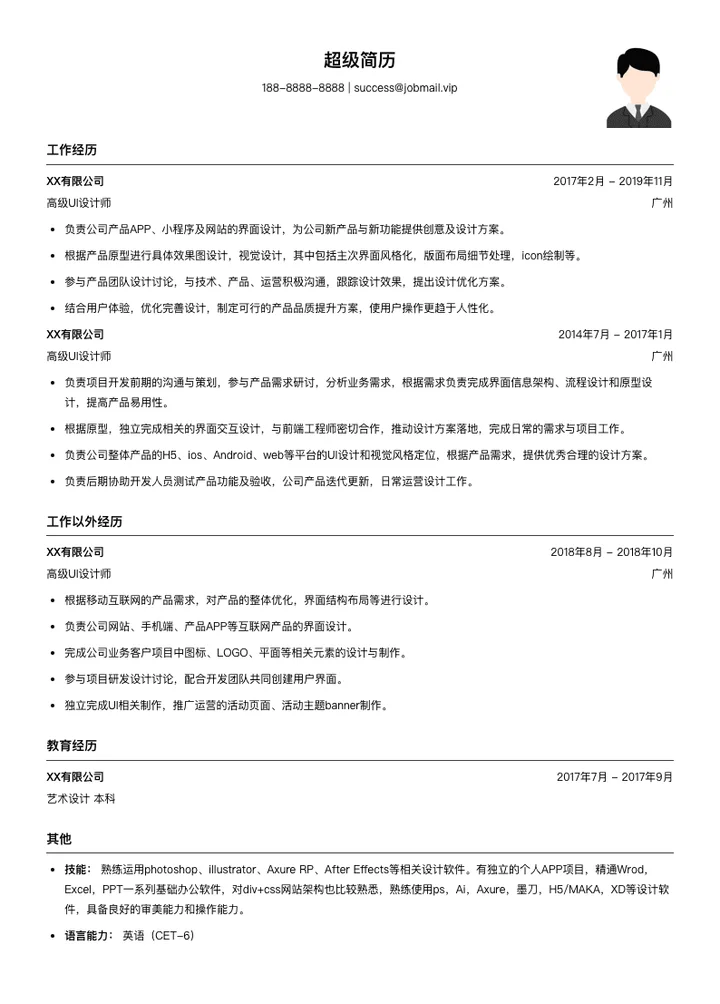 超级简历
188-8888-8888 | success@jobmail.vip
工作经历
XX有限公司 2017年2月 – 2019年11月
高级UI设计师 广州
• 负责公司产品APP、小程序及网站的界面设计，为公司新产品与新功能提供创意及设计方案。
• 根据产品原型进行具体效果图设计，视觉设计，其中包括主次界面风格化，版面布局细节处理，icon绘制等。
• 参与产品团队设计讨论，与技术、产品、运营积极沟通，跟踪设计效果，提出设计优化方案。
• 结合用户体验，优化完善设计，制定可行的产品品质提升方案，使用户操作更趋于人性化。
XX有限公司 2014年7月 – 2017年1月
高级UI设计师 广州
• 负责项目开发前期的沟通与策划，参与产品需求研讨，分析业务需求，根据需求负责完成界面信息架构、流程设计和原型设
计，提高产品易用性。
• 根据原型，独立完成相关的界面交互设计，与前端工程师密切合作，推动设计方案落地，完成日常的需求与项目工作。
• 负责公司整体产品的H5、ios、Android、web等平台的UI设计和视觉风格定位，根据产品需求，提供优秀合理的设计方案。
• 负责后期协助开发人员测试产品功能及验收，公司产品迭代更新，日常运营设计工作。
工作以外经历
XX有限公司 2018年8月 – 2018年10月
高级UI设计师 广州
• 根据移动互联网的产品需求，对产品的整体优化，界面结构布局等进行设计。
• 负责公司网站、手机端、产品APP等互联网产品的界面设计。
• 完成公司业务客户项目中图标、LOGO、平面等相关元素的设计与制作。
• 参与项目研发设计讨论，配合开发团队共同创建用户界面。
• 独立完成UI相关制作，推广运营的活动页面、活动主题banner制作。
教育经历
XX有限公司 2017年7月 – 2017年9月
艺术设计 本科
其他
• 技能： 熟练运用photoshop、illustrator、Axure RP、After Effects等相关设计软件。有独立的个人APP项目，精通Wrod，
Excel，PPT一系列基础办公软件，对div+css网站架构也比较熟悉，熟练使用ps，Ai，Axure，墨刀，H5/MAKA，XD等设计软
件，具备良好的审美能力和操作能力。
• 语言能力： 英语（CET-6）